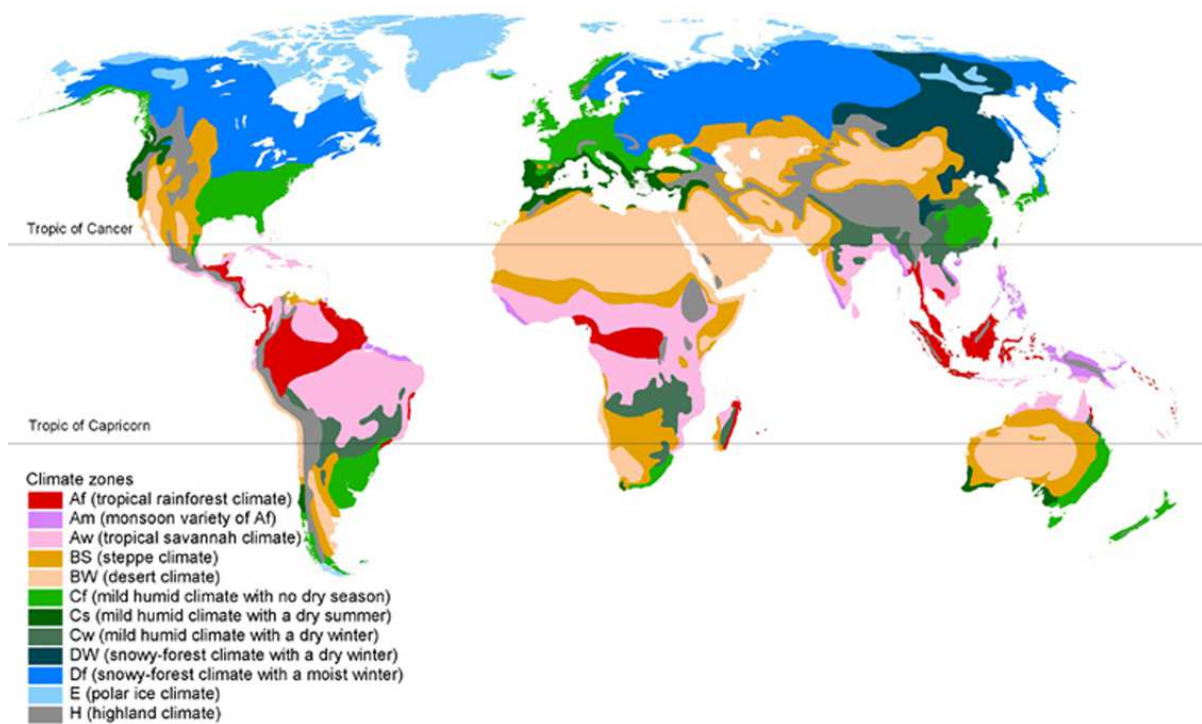 Tropic of Cancer
Tropic of Capricorn
Climate zones
Af (tropical rainforest climate)
Am (monsoon variety of Af)
Aw (tropical savannah climate)
BS (steppe climate)
BW (desert climate)
Cf (mild humid climate with no dry season)
Cs (mild humid climate with a dry summer)
Cw (mild humid climate with a dry winter)
DW (snowy-forest climate with a dry winter)
Df (snowy-forest climate with a moist winter)
E (polar ice climate)
H (highland climate)